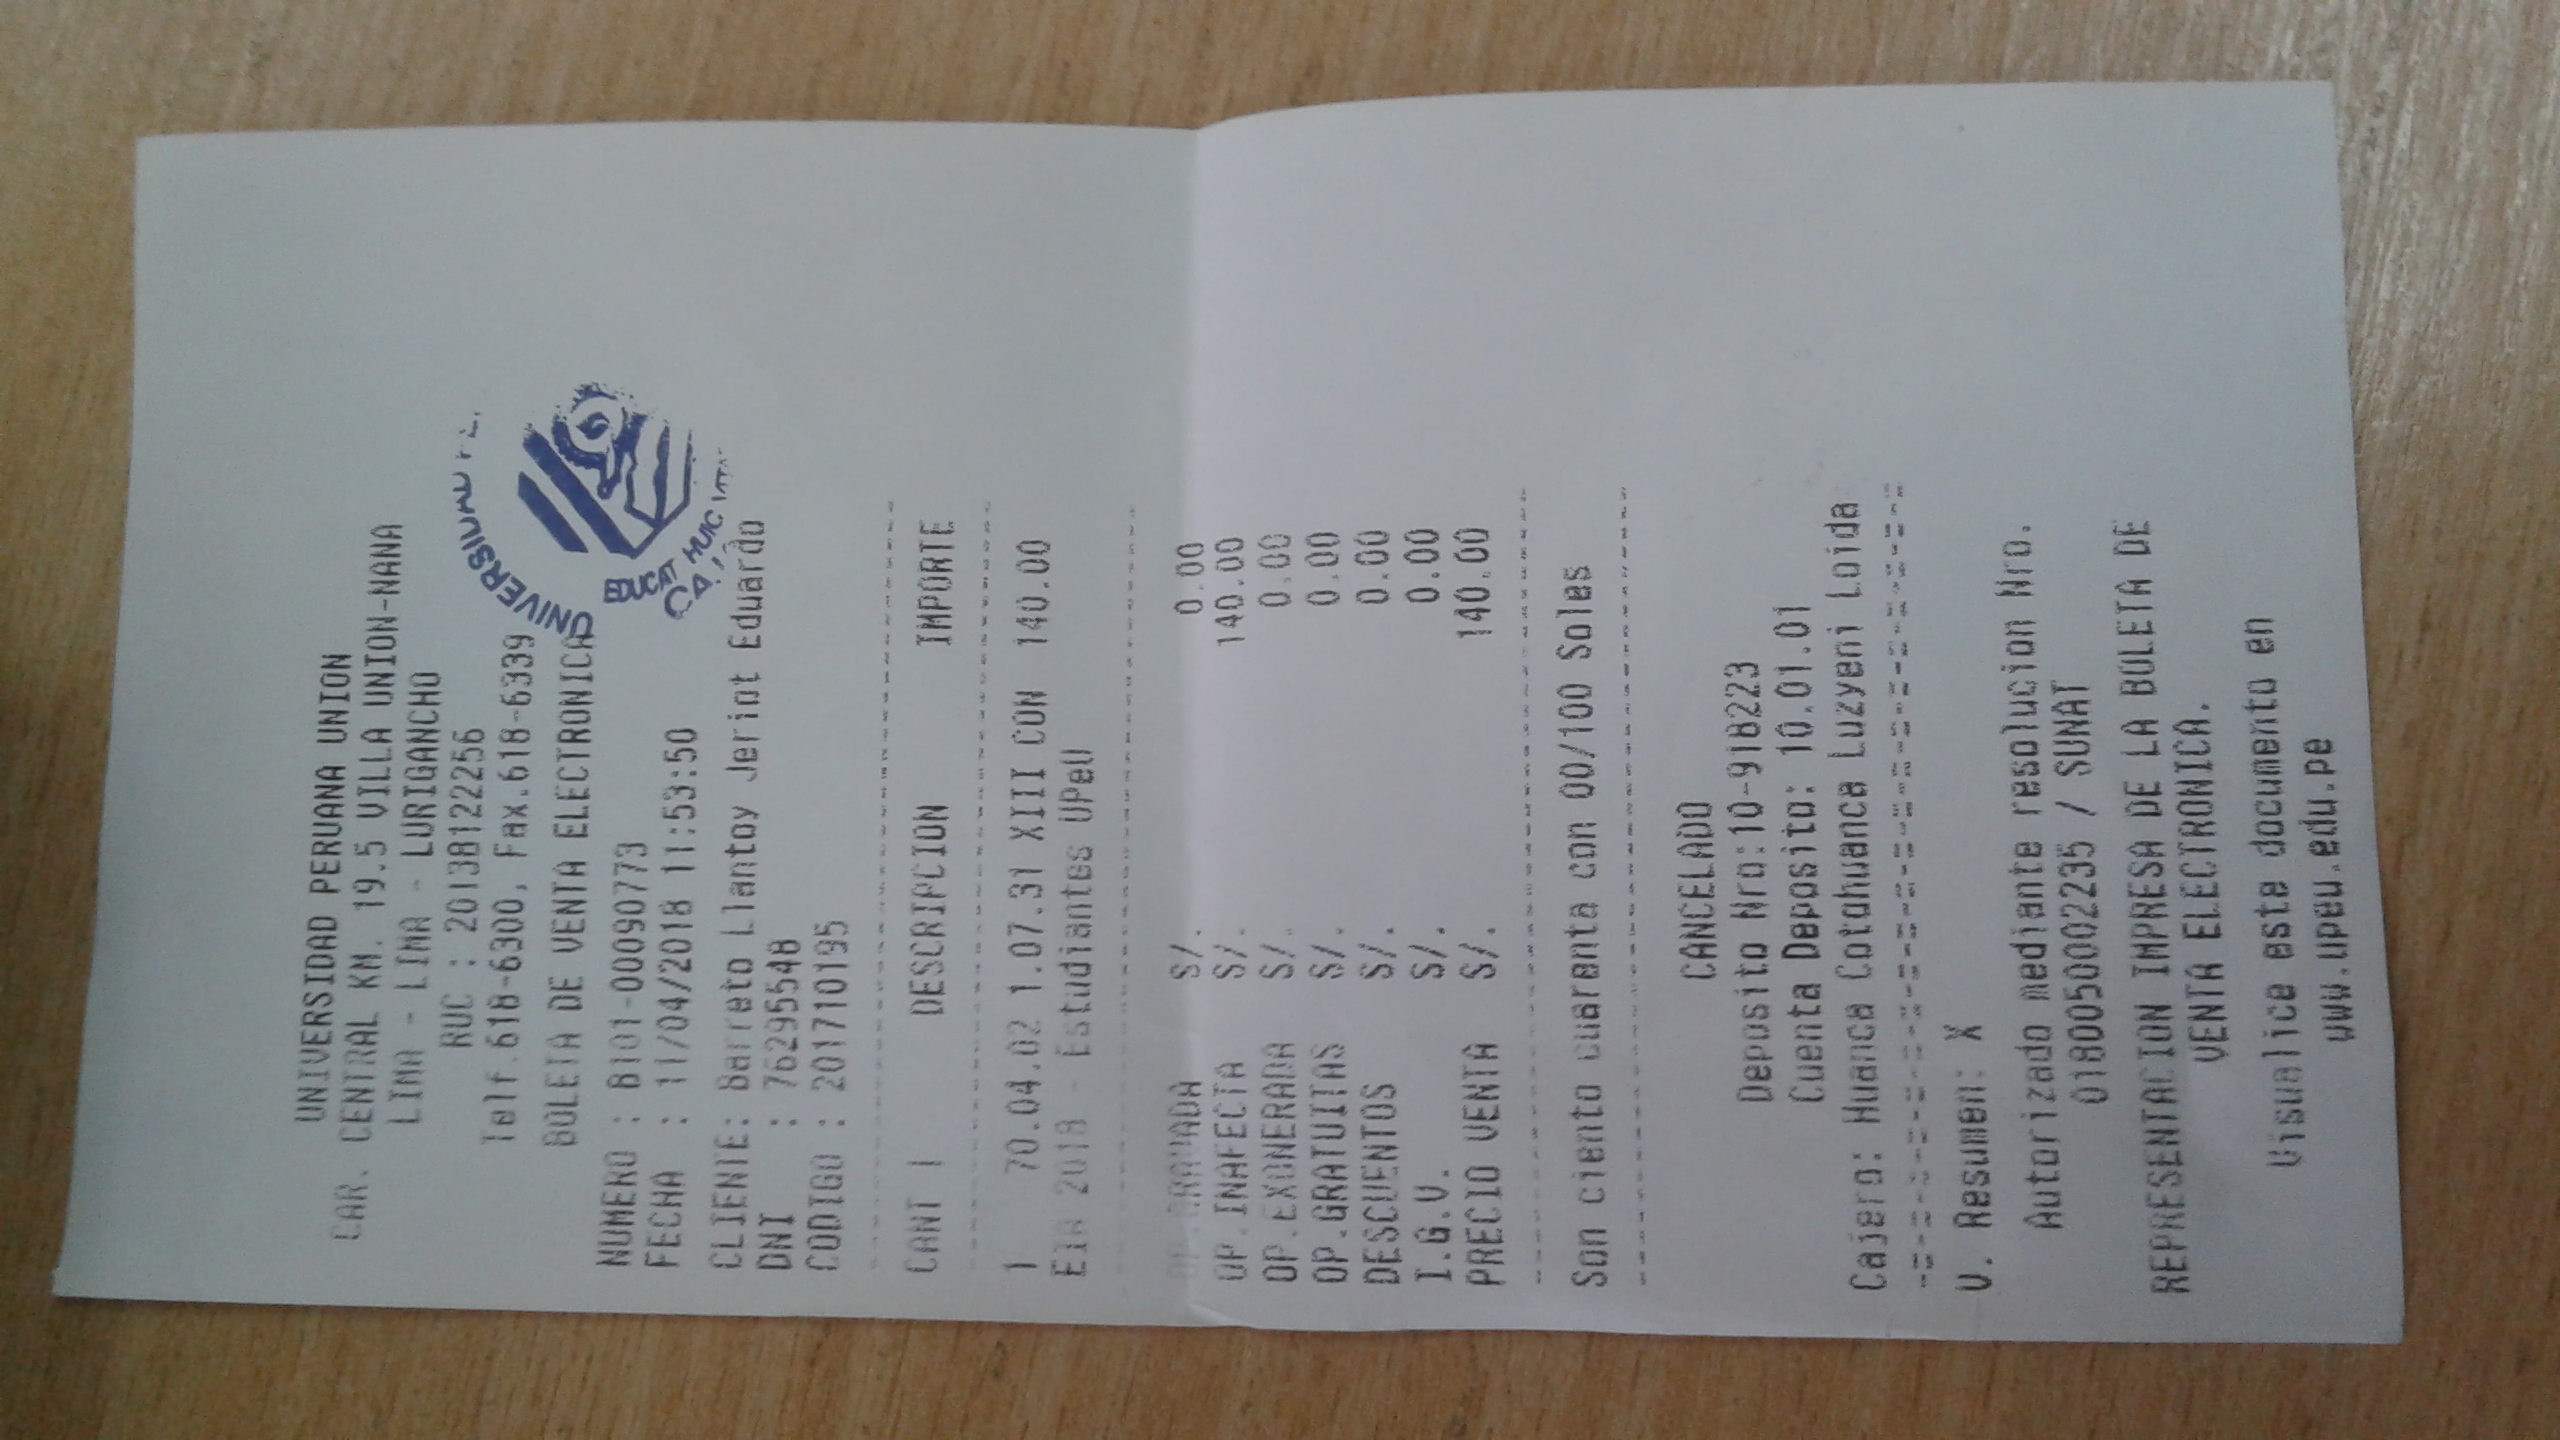 UNIVERSIDAD PERUANA UNION
CAR. CENTRAL KM. 19.5 VILLA UNION-NANA
LIMA - LIMA - LURIGANCHO
RUC : 20138122256
Telf.618-6300, Fax.618-6339
BOLETA DE VENTA ELECTRONICA
NUMERO : B101-00090773
FECHA : 11/04/2018 11:53:50
CLIENTE: Barreto Llantoy Jeriot Eduardo
DNI : 76295548
CODIGO : 201710195
UNIVERSIDAD
EDUCAT HUIC
CANT | DESCRIPCION IMPORTE
1 70.04.02 1.07.31 XIII CON 140.00
EIA 2018 - Estudiantes UPeU
OP.GRAVADA S/. 0.00
OP.INAFECTA S/. 140.00
OP.EXONERADA S/. 0.00
OP.GRATUITAS S/. 0.00
DESCUENTOS S/. 0.00
I.G.V. S/. 0.00
PRECIO VENTA S/. 140.00
Son ciento cuarenta con 00/100 Soles
CANCELADO
Deposito Nro:10-918223
Cuenta Deposito: 10.01.01
Cajero: Huanca Cotohuanca Luzyeni Loida
V. Resumen: X
Autorizado mediante resolucion Nro.
0180050002235 / SUNAT
REPRESENTACION IMPRESA DE LA BOLETA DE
VENTA ELECTRONICA.
Visualice este documento en
www.upeu.edu.pe